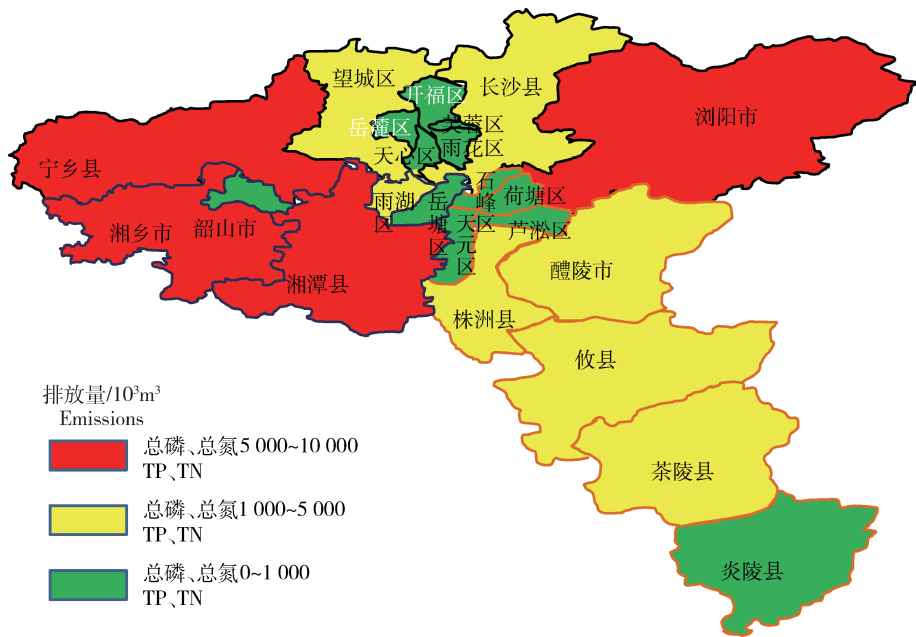 望城区
长沙县
开福区
浏阳市
岳麓区
芙蓉区
天心区
雨花区
宁乡县
石峰区
荷塘区
雨湖区
岳塘区
天元区
芦淞区
湘乡市
韶山市
醴陵市
湘潭县
株洲县
攸县
茶陵县
炎陵县
排放量/10³m³
Emissions
总磷、总氮5 000~10 000
TP、TN
总磷、总氮1 000~5 000
TP、TN
总磷、总氮0~1 000
TP、TN